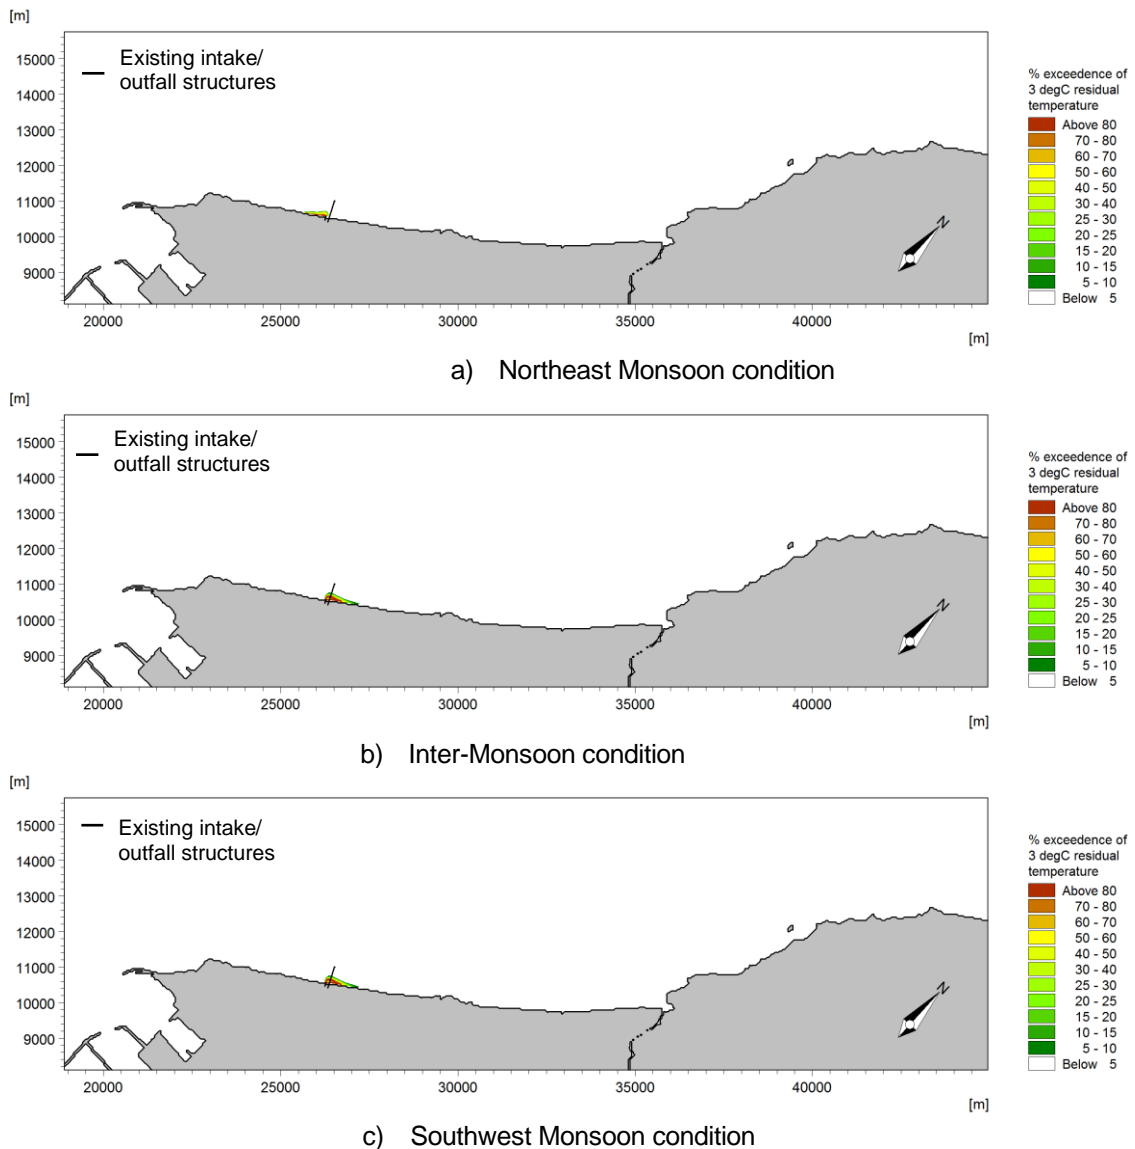 [m]
15000
14000
13000
12000
11000
10000
9000
Existing intake/
outfall structures
% exceedence of
3 degC residual
temperature
Above 80
70 - 80
60 - 70
50 - 60
40 - 50
30 - 40
25 - 30
20 - 25
15 - 20
10 - 15
5 - 10
Below 5
N
20000 25000 30000 35000 40000
[m]
a) Northeast Monsoon condition
[m]
15000
14000
13000
12000
11000
10000
9000
Existing intake/
outfall structures
% exceedence of
3 degC residual
temperature
Above 80
70 - 80
60 - 70
50 - 60
40 - 50
30 - 40
25 - 30
20 - 25
15 - 20
10 - 15
5 - 10
Below 5
N
20000 25000 30000 35000 40000
[m]
b) Inter-Monsoon condition
[m]
15000
14000
13000
12000
11000
10000
9000
Existing intake/
outfall structures
% exceedence of
3 degC residual
temperature
Above 80
70 - 80
60 - 70
50 - 60
40 - 50
30 - 40
25 - 30
20 - 25
15 - 20
10 - 15
5 - 10
Below 5
N
20000 25000 30000 35000 40000
[m]
c) Southwest Monsoon condition